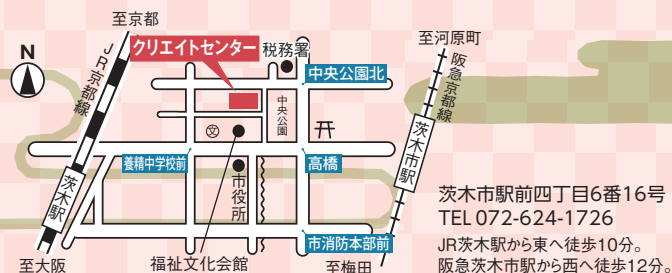 至京都
N
クリエイトセンター
税務署
至河原町
JR京都線
中央公園北
阪急京都線
中央公園
文
養精中学校前
高橋
茨木駅
市役所
茨木市駅
茨木市駅前四丁目6番16号
TEL 072-624-1726
市消防本部前
JR茨木駅から東へ徒歩10分。
至大阪
福祉文化会館
至梅田
阪急茨木市駅から西へ徒歩12分。